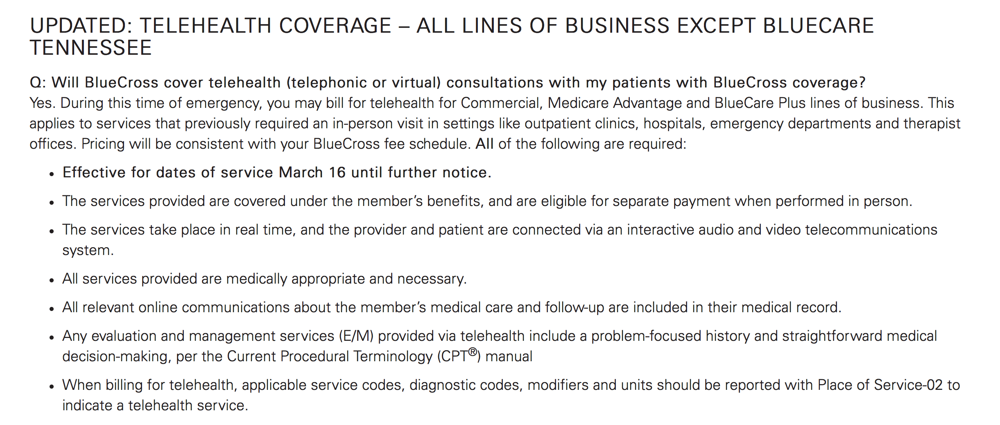 UPDATED: TELEHEALTH COVERAGE – ALL LINES OF BUSINESS EXCEPT BLUECARE
TENNESSEE
Q: Will BlueCross cover telehealth (telephonic or virtual) consultations with my patients with BlueCross coverage?
Yes. During this time of emergency, you may bill for telehealth for Commercial, Medicare Advantage and BlueCare Plus lines of business. This
applies to services that previously required an in-person visit in settings like outpatient clinics, hospitals, emergency departments and therapist
offices. Pricing will be consistent with your BlueCross fee schedule. All of the following are required:
• Effective for dates of service March 16 until further notice.
• The services provided are covered under the member’s benefits, and are eligible for separate payment when performed in person.
• The services take place in real time, and the provider and patient are connected via an interactive audio and video telecommunications
system.
• All services provided are medically appropriate and necessary.
• All relevant online communications about the member’s medical care and follow-up are included in their medical record.
• Any evaluation and management services (E/M) provided via telehealth include a problem-focused history and straightforward medical
decision-making, per the Current Procedural Terminology (CPT®) manual
• When billing for telehealth, applicable service codes, diagnostic codes, modifiers and units should be reported with Place of Service-02 to
indicate a telehealth service.